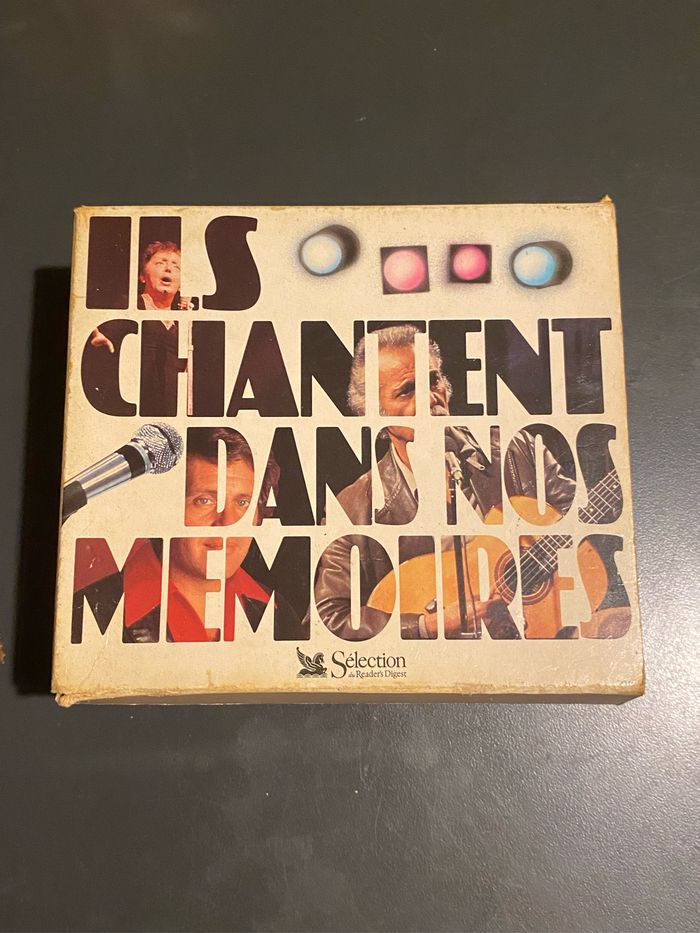 ILS
CHANTENT
DANS NOS
MEMOIRES
Sélection
du Reader's Digest